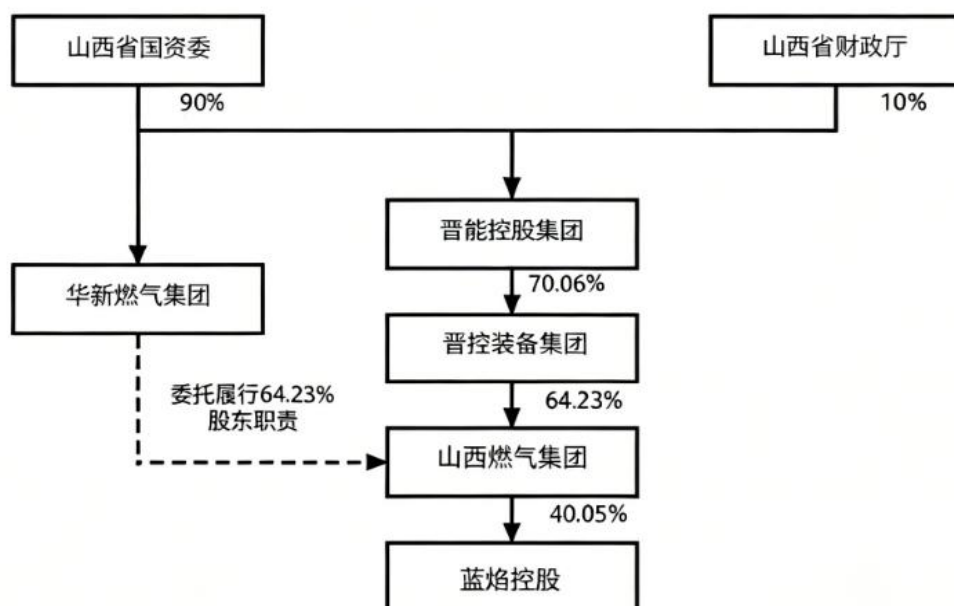 山西省国资委
山西省财政厅
90%
10%
晋能控股集团
70.06%
华新燃气集团
晋控装备集团
委托履行64.23%
股东职责
64.23%
山西燃气集团
40.05%
蓝焰控股